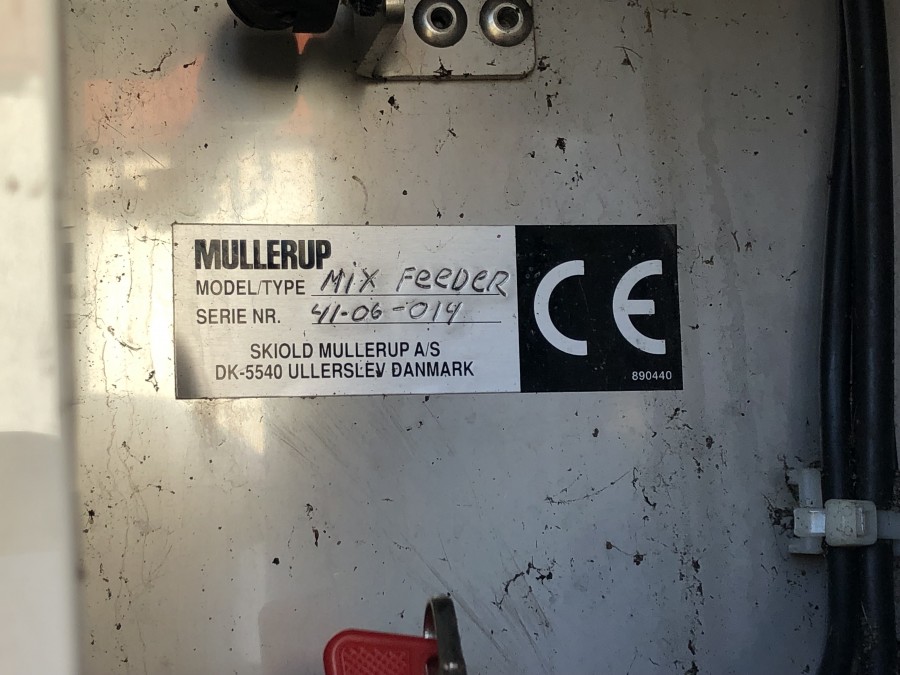 MULLERUP
MODEL/TYPE MIX FEEDER
SERIE NR. 41-06-014
SKIOLD MULLERUP A/S
DK-5540 ULLERSLEV DANMARK
CE
890440